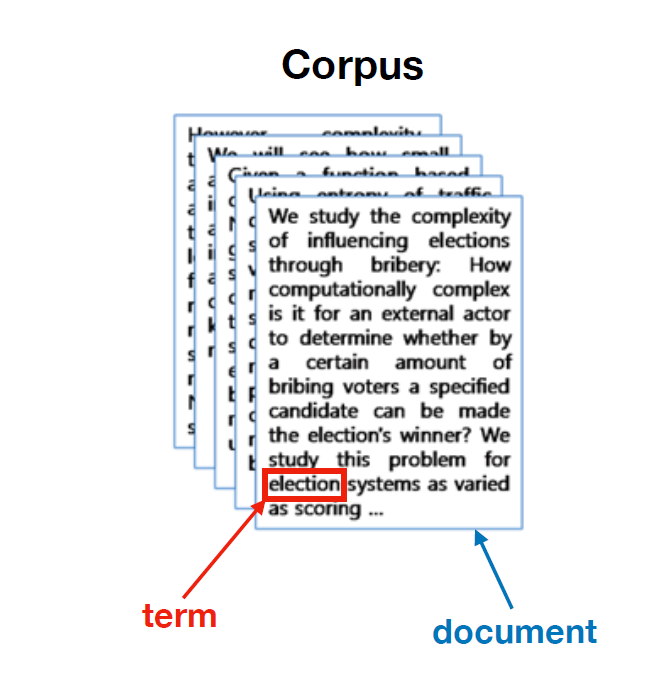 Corpus
However complexity
We will see how small
Given a function based
Using entropy of traffic
We study the complexity
of influencing elections
through bribery: How
computationally complex
is it for an external actor
to determine whether by
a certain amount of
bribing voters a specified
candidate can be made
the election's winner? We
study this problem for
election systems as varied
as scoring ...
term
document